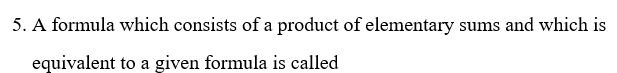 5. A formula which consists of a product of elementary sums and which is
equivalent to a given formula is called